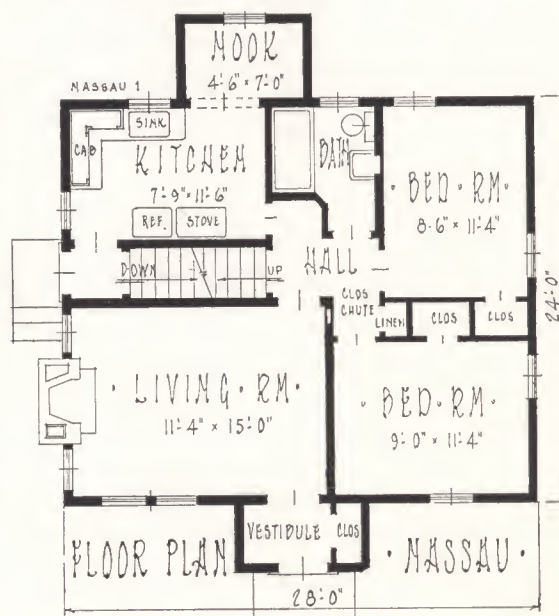 NOOK
4'-6" × 7'-0"
NASSAU 1
SINK
CAB
KITCHEN
7'-9" × 11'-6"
REF. STOVE
BATH
· BED · RM ·
8'-6" × 11'-4"
DOWN
UP
HALL
CLOS
CHUTE
LINEN
CLOS
CLOS
24'-0"
· LIVING · RM ·
11'-4" × 15'-0"
· BED · RM ·
9'-0" × 11'-4"
VESTIBULE
CLOS
FLOOR PLAN
· NASSAU ·
28'-0"